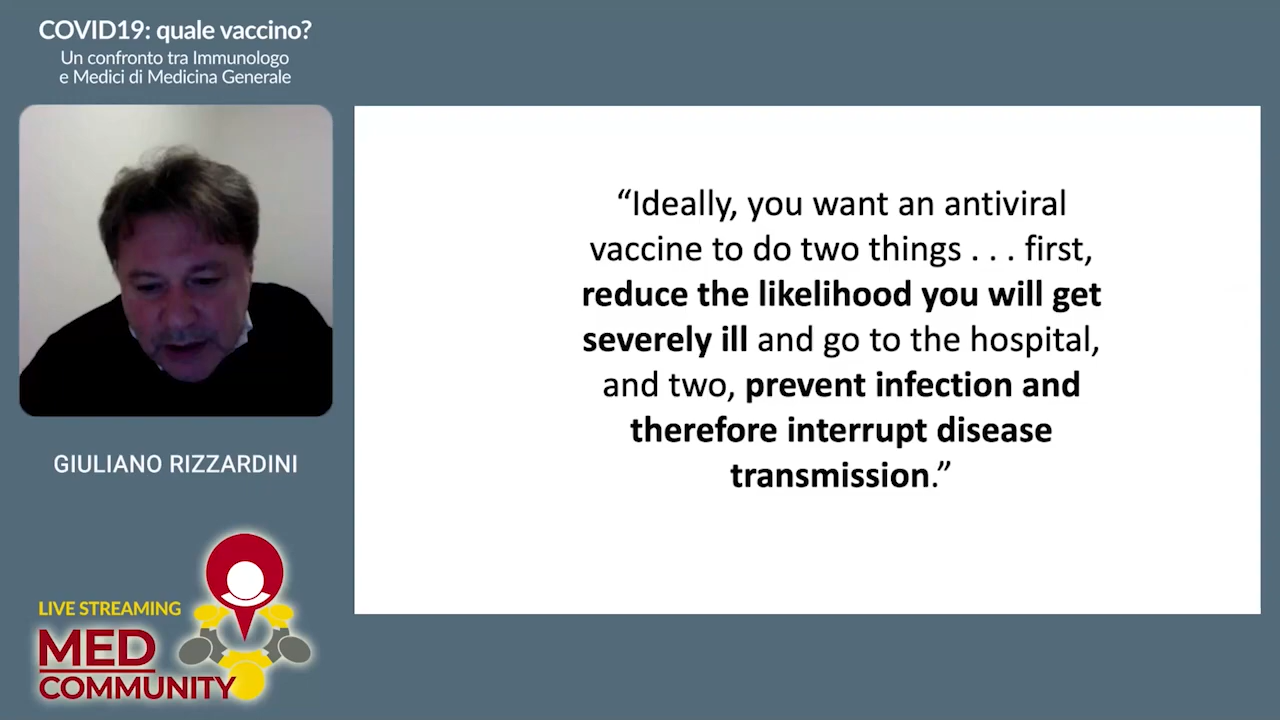 COVID19: quale vaccino?
Un confronto tra Immunologo
e Medici di Medicina Generale
“Ideally, you want an antiviral
vaccine to do two things . . . first,
reduce the likelihood you will get
severely ill and go to the hospital,
and two, prevent infection and
therefore interrupt disease
transmission.”
GIULIANO RIZZARDINI
LIVE STREAMING
MED
COMMUNITY